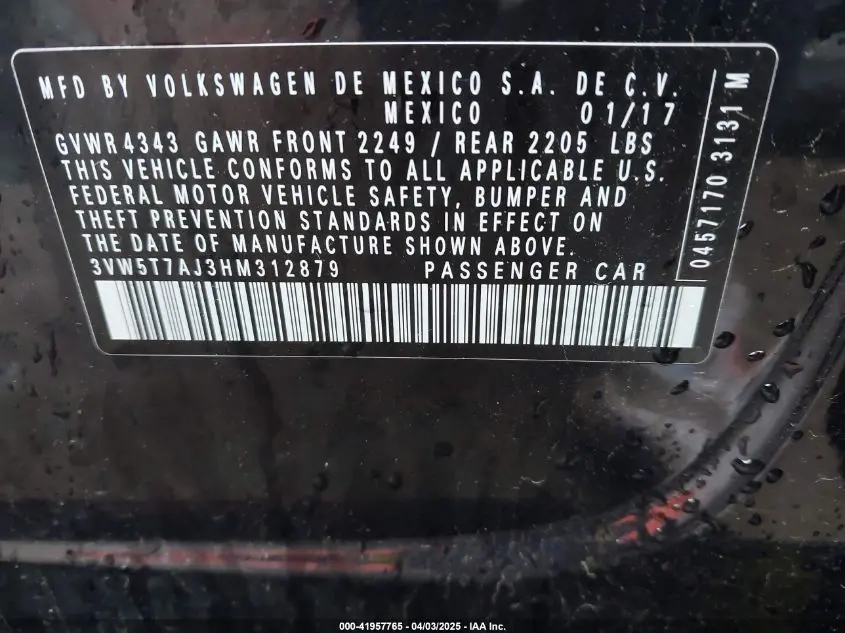 MFD BY VOLKSWAGEN DE MEXICO S.A. DE C.V.
MEXICO 01/17
GVWR 4343 GAWR FRONT 2249 / REAR 2205 LBS
THIS VEHICLE CONFORMS TO ALL APPLICABLE U.S.
FEDERAL MOTOR VEHICLE SAFETY, BUMPER AND
THEFT PREVENTION STANDARDS IN EFFECT ON
THE DATE OF MANUFACTURE SHOWN ABOVE.
3VW5T7AJ3HM312879 PASSENGER CAR
0457170 3131 M
000-41957765 - 04/03/2025 - IAA Inc.